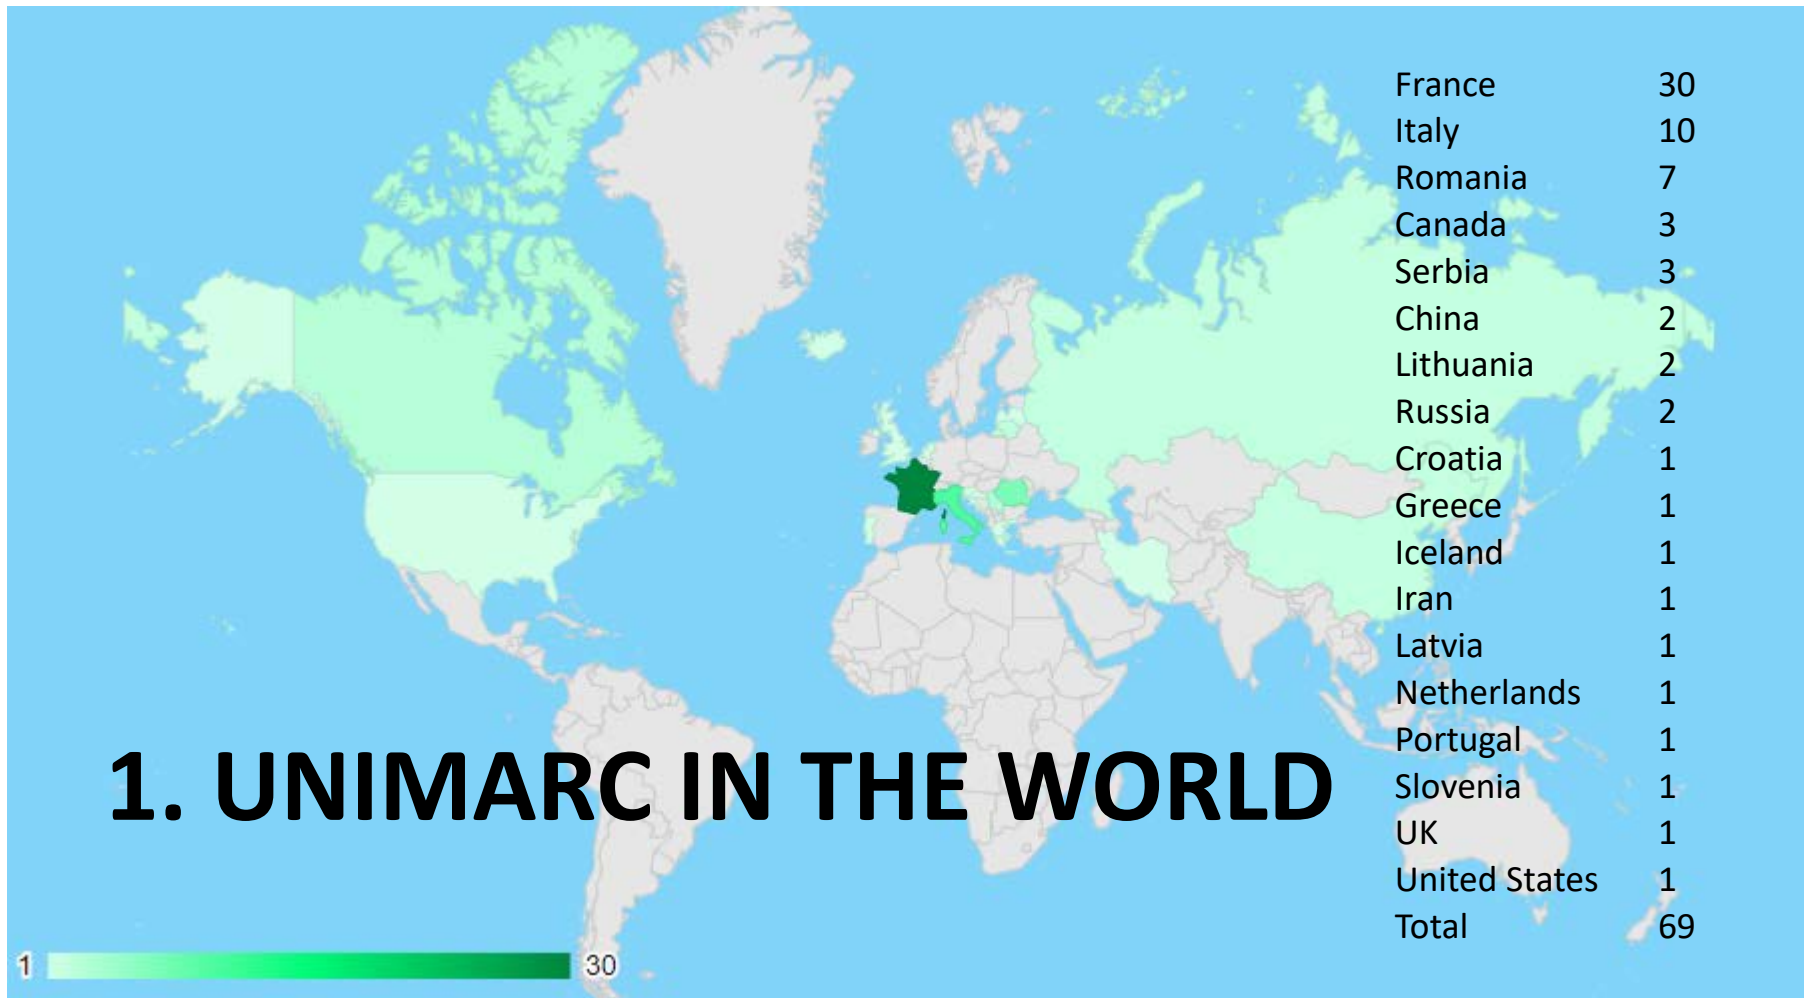 France 30
Italy 10
Romania 7
Canada 3
Serbia 3
China 2
Lithuania 2
Russia 2
Croatia 1
Greece 1
Iceland 1
Iran 1
Latvia 1
Netherlands 1
Portugal 1
Slovenia 1
UK 1
United States 1
Total 69
1. UNIMARC IN THE WORLD
1 30